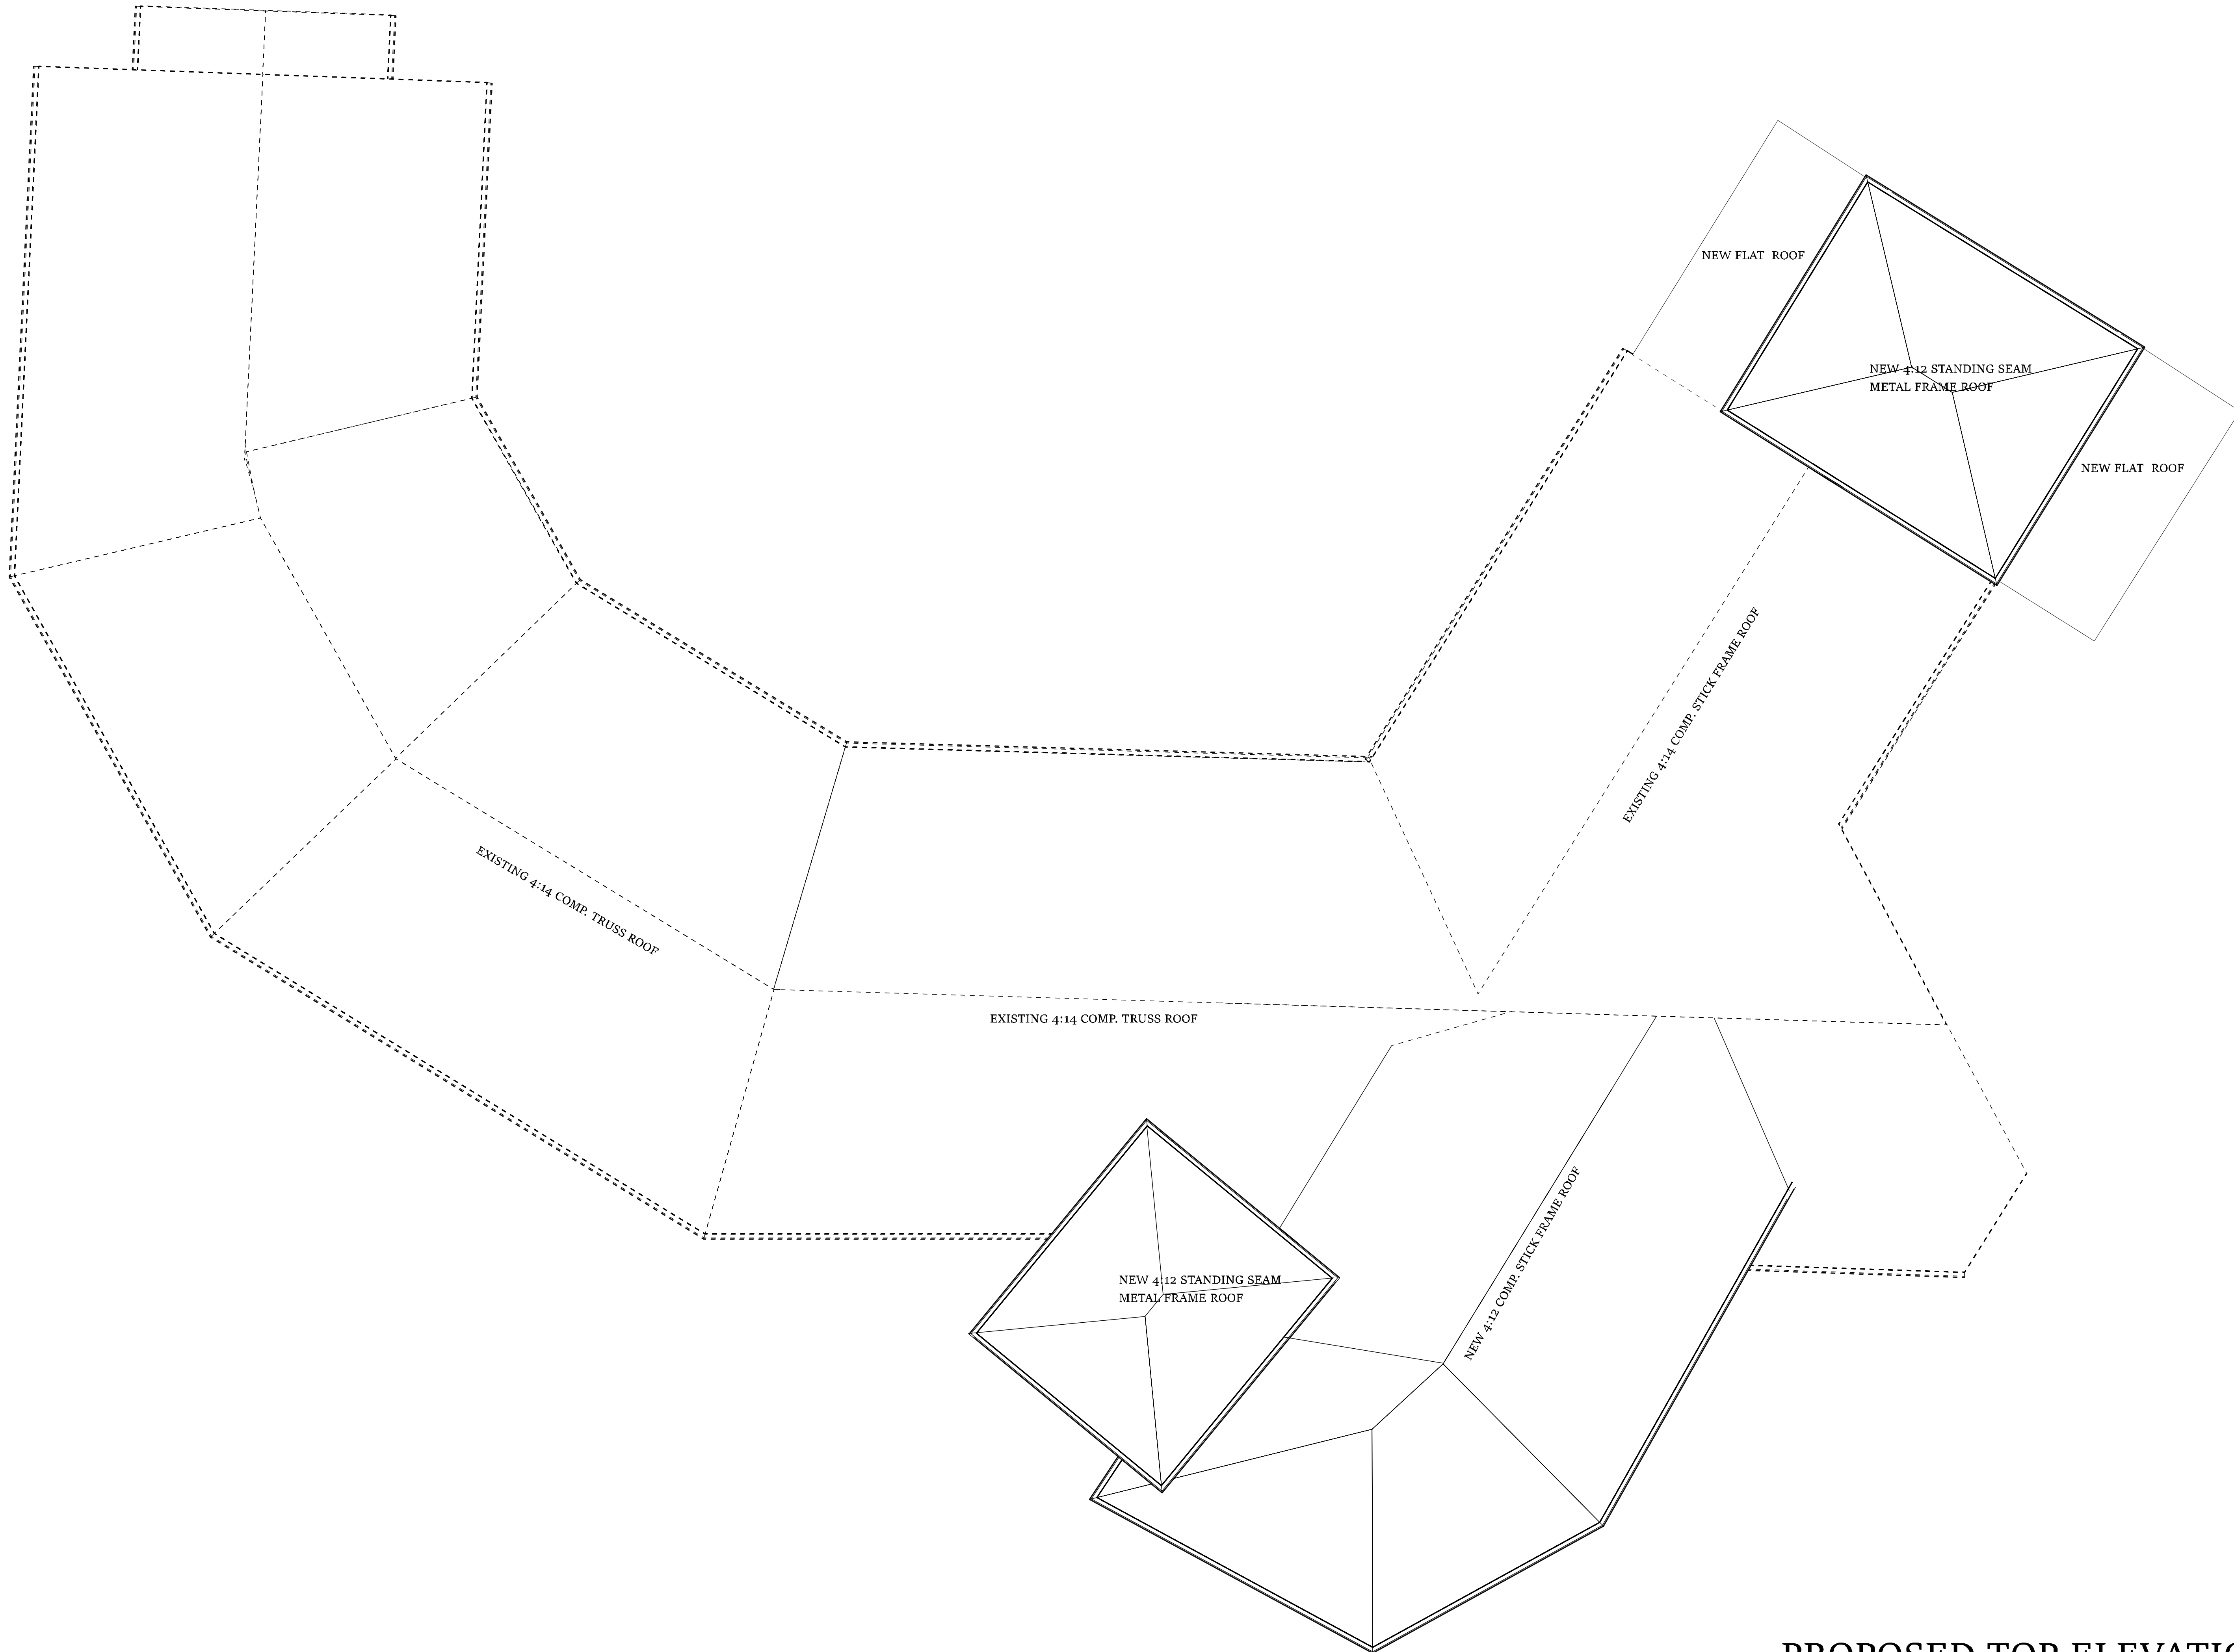 NEW FLAT ROOF
NEW 4:12 STANDING SEAM
METAL FRAME ROOF
NEW FLAT ROOF
EXISTING 4:14 COMP. STICK FRAME ROOF
EXISTING 4:14 COMP. TRUSS ROOF
EXISTING 4:14 COMP. TRUSS ROOF
NEW 4:12 COMP. STICK FRAME ROOF
NEW 4:12 STANDING SEAM
METAL FRAME ROOF
PROPOSED TOP ELEVATIO